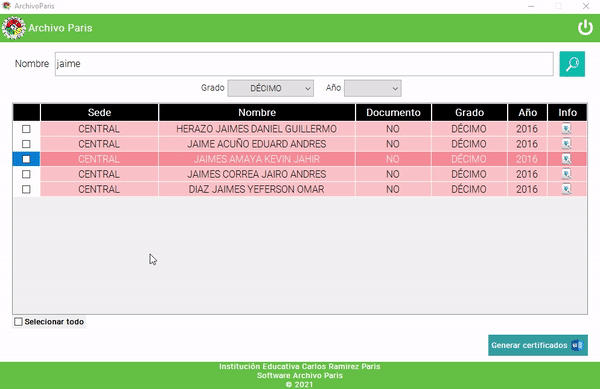 ArchivoParis
Archivo Paris
Nombre jaime
Grado DÉCIMO Año
Sede Nombre Documento Grado Año Info
CENTRAL HERAZO JAIMES DANIEL GUILLERMO NO DÉCIMO 2016
CENTRAL JAIME ACUÑO EDUARD ANDRES NO DÉCIMO 2016
CENTRAL JAIMES AMAYA KEVIN JAHIR NO DÉCIMO 2016
CENTRAL JAIMES CORREA JAIRO ANDRES NO DÉCIMO 2016
CENTRAL DIAZ JAIMES YEFERSON OMAR NO DÉCIMO 2016
Selecionar todo
Generar certificados
Institución Educativa Carlos Ramirez Paris
Software Archivo Paris
© 2021